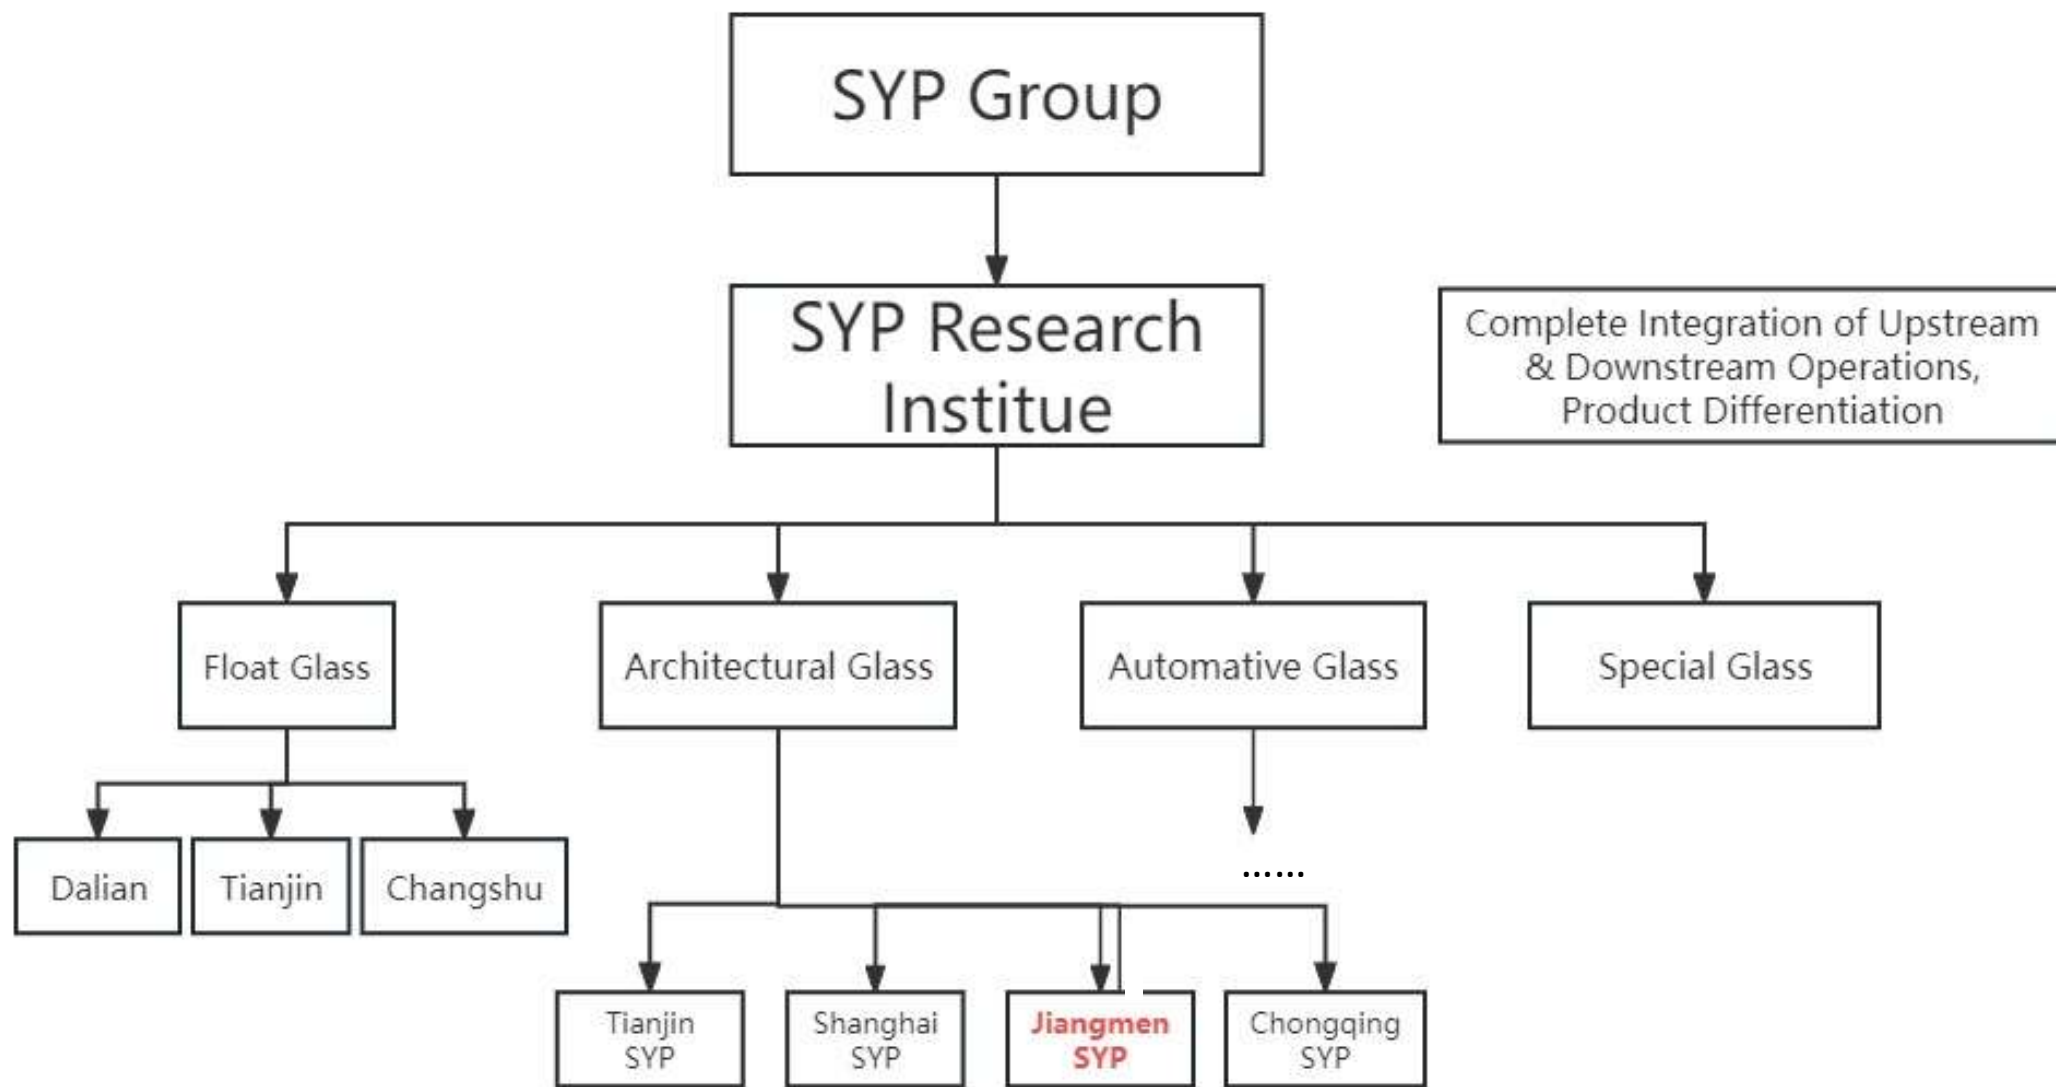 SYP Group
SYP Research
Institue
Complete Integration of Upstream
& Downstream Operations,
Product Differentiation
Float Glass
Architectural Glass
Automative Glass
Special Glass
Dalian
Tianjin
Changshu
......
Tianjin
SYP
Shanghai
SYP
Jiangmen
SYP
Chongqing
SYP